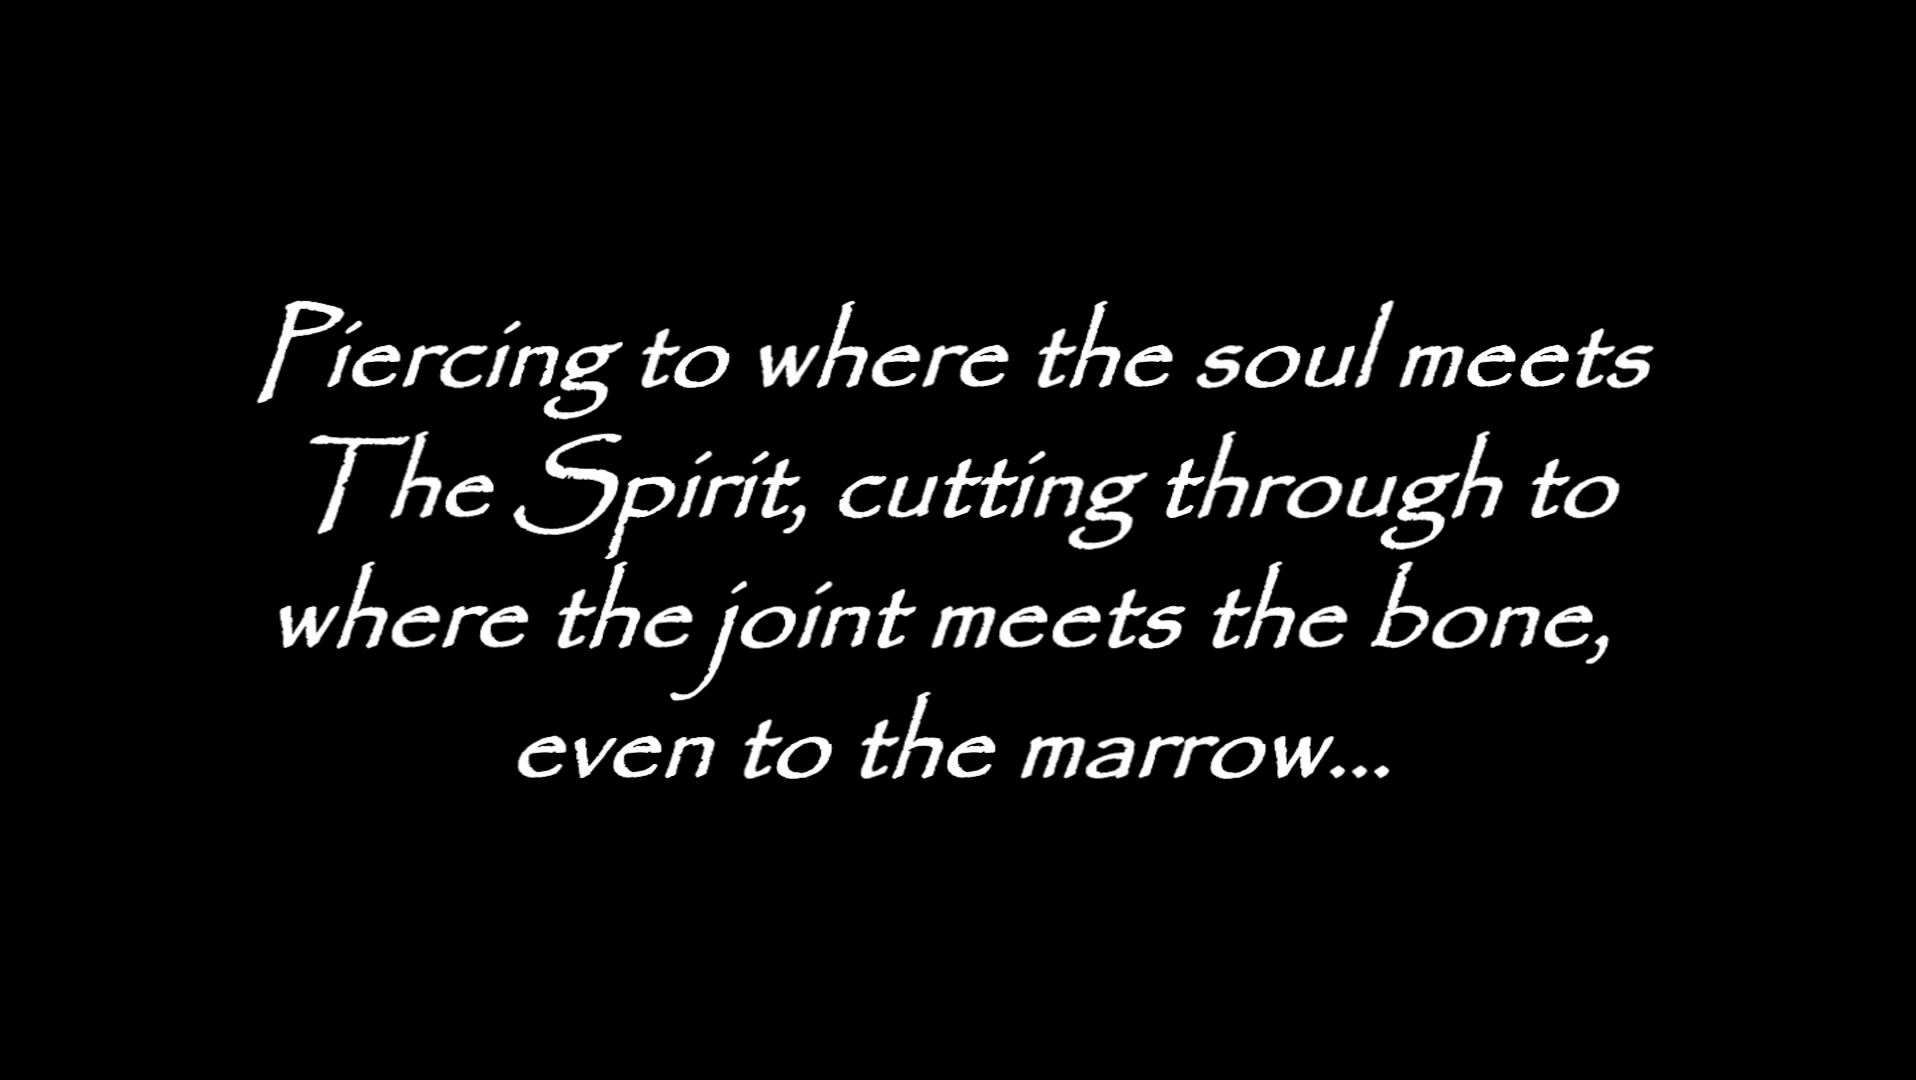 Piercing to where the soul meets
The Spirit, cutting through to
where the joint meets the bone,
even to the marrow...